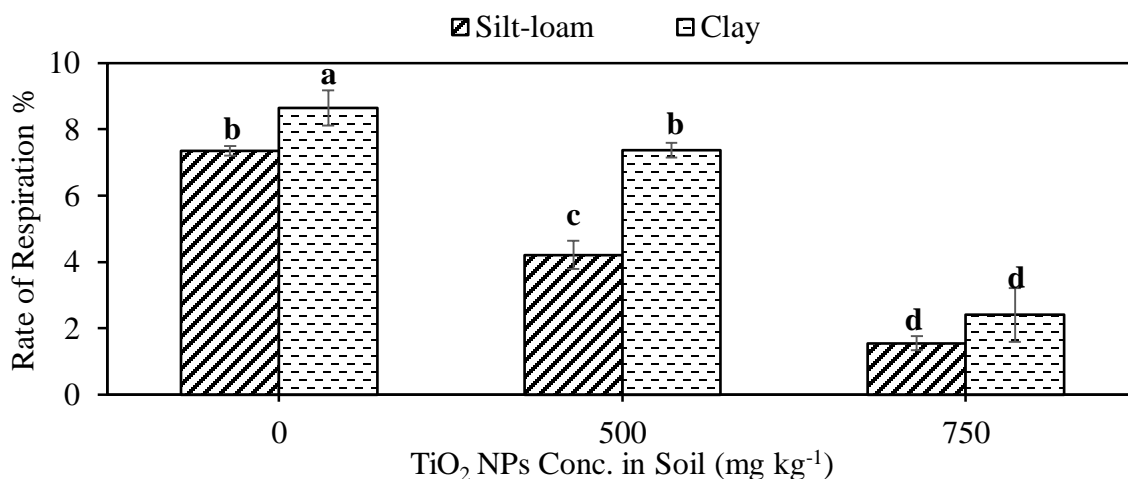 Silt-loam Clay
Rate of Respiration %
10
8
6
4
2
0
b
a
c
b
d
d
0 500 750
TiO₂ NPs Conc. in Soil (mg kg⁻¹)